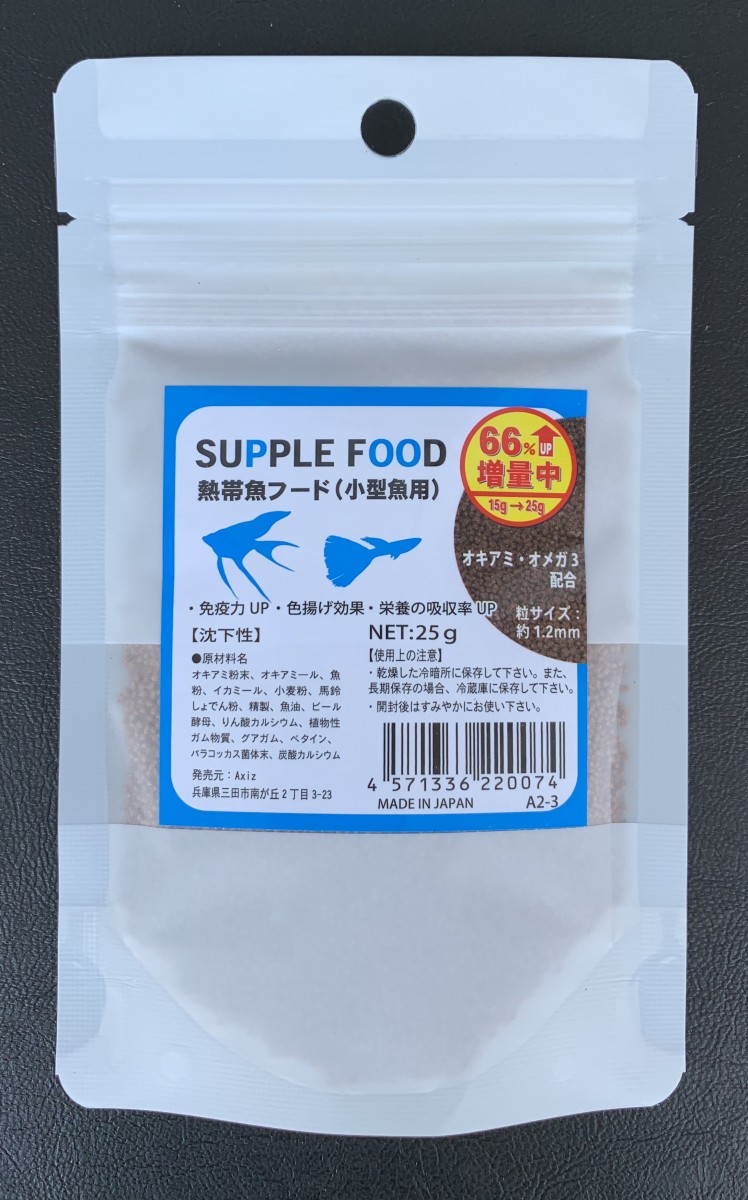 SUPPLE FOOD
熱帯魚フード(小型魚用)
66%UP
増量中
15g→25g
オキアミ・オメガ3
配合
・免疫力UP・色揚げ効果・栄養の吸収率UP
粒サイズ:
約1.2mm
【沈下性】
NET:25g
●原材料名
オキアミ粉末、オキアミール、魚
粉、イカミール、小麦粉、馬鈴
しょでん粉、精製、魚油、ビール
酵母、りん酸カルシウム、植物性
ガム物質、グアガム、ベタイン、
パラコッカス菌体末、炭酸カルシウム
発売元:Axiz
兵庫県三田市南が丘2丁目3-23
【使用上の注意】
・乾燥した冷暗所に保存して下さい。また、
長期保存の場合、冷蔵庫に保存して下さい。
・開封後はすみやかにお使い下さい。
4 571336 220074
MADE IN JAPAN
A2-3